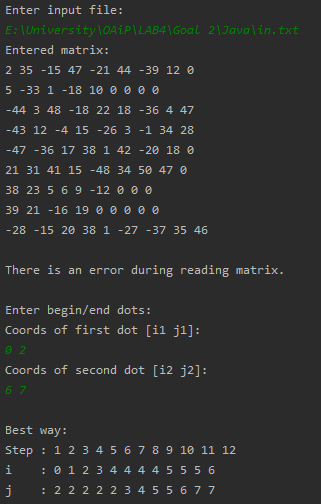 Enter input file:
E:\University\OAiP\LAB4\Goal 2\Java\in.txt
Entered matrix:
2 35 -15 47 -21 44 -39 12 0
5 -33 1 -18 10 0 0 0 0
-44 3 48 -18 22 18 -36 4 47
-43 12 -4 15 -26 3 -1 34 28
-47 -36 17 38 1 42 -20 18 0
21 31 41 15 -48 34 50 47 0
38 23 5 6 9 -12 0 0 0
39 21 -16 19 0 0 0 0 0
-28 -15 20 38 1 -27 -37 35 46
There is an error during reading matrix.
Enter begin/end dots:
Coords of first dot [i1 j1]:
0 2
Coords of second dot [i2 j2]:
6 7
Best way:
Step : 1 2 3 4 5 6 7 8 9 10 11 12
i    : 0 1 2 3 4 4 4 4 5 5 5 6
j    : 2 2 2 2 2 3 4 5 5 6 7 7